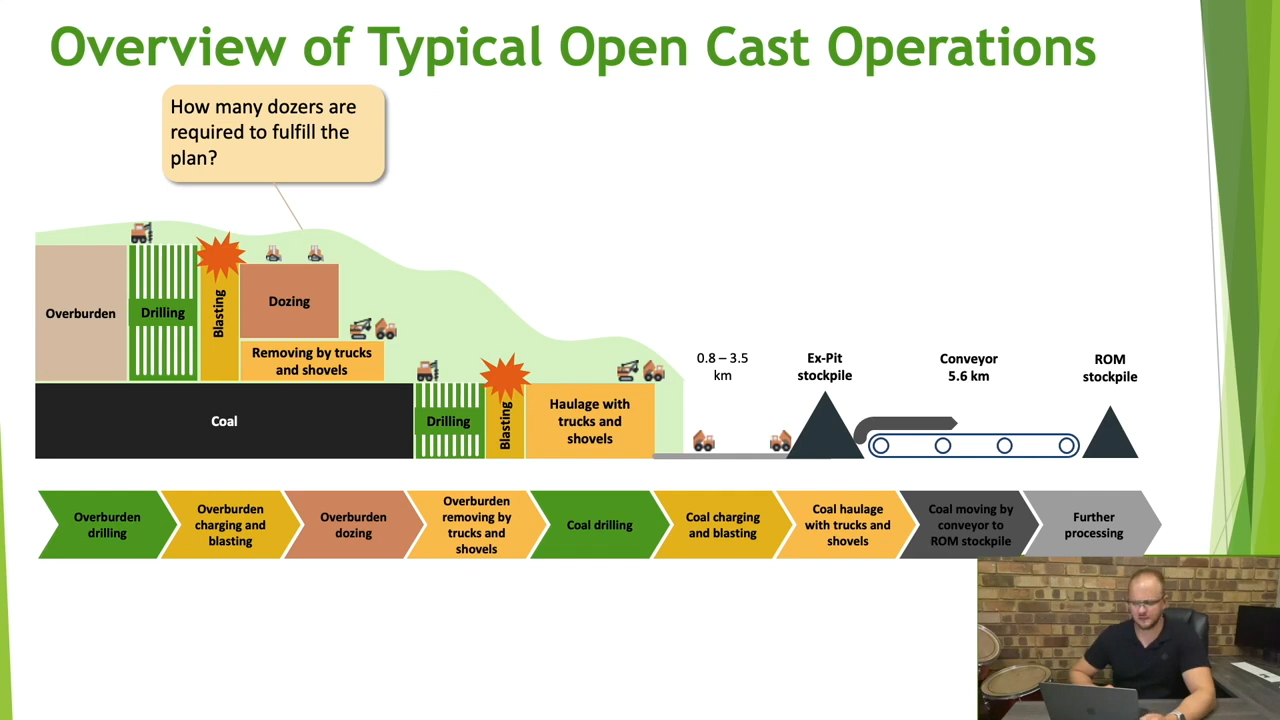 Overview of Typical Open Cast Operations
How many dozers are
required to fulfill the
plan?
Overburden
Drilling
Blasting
Dozing
Removing by trucks
and shovels
Coal
Drilling
Blasting
Haulage with
trucks and
shovels
0.8 – 3.5
km
Ex-Pit
stockpile
Conveyor
5.6 km
ROM
stockpile
Overburden
drilling
Overburden
charging and
blasting
Overburden
dozing
Overburden
removing by
trucks and
shovels
Coal drilling
Coal charging
and blasting
Coal haulage
with trucks and
shovels
Coal moving by
conveyor to
ROM stockpile
Further
processing